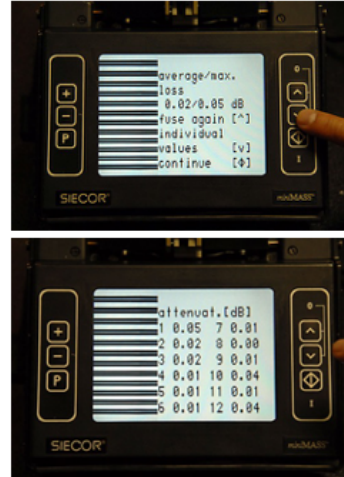 average/max.
loss
0.02/0.05 dB
fuse again [^]
individual
values [v]
continue [Φ]
+
-
P
0
I
SIECOR
miniMASS
attenuat.[dB]
1 0.05 7 0.01
2 0.02 8 0.00
3 0.02 9 0.01
4 0.01 10 0.04
5 0.01 11 0.01
6 0.01 12 0.04
+
-
P
0
I
SIECOR
miniMASS